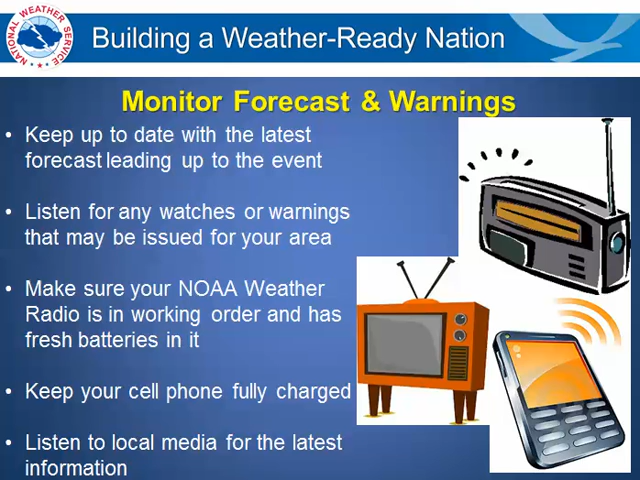 NATIONAL WEATHER SERVICE
Building a Weather-Ready Nation
Monitor Forecast & Warnings
• Keep up to date with the latest
forecast leading up to the event
• Listen for any watches or warnings
that may be issued for your area
• Make sure your NOAA Weather
Radio is in working order and has
fresh batteries in it
• Keep your cell phone fully charged
• Listen to local media for the latest
information